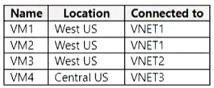 Name Location Connected to
VM1 West US VNET1
VM2 West US VNET1
VM3 West US VNET2
VM4 Central US VNET3